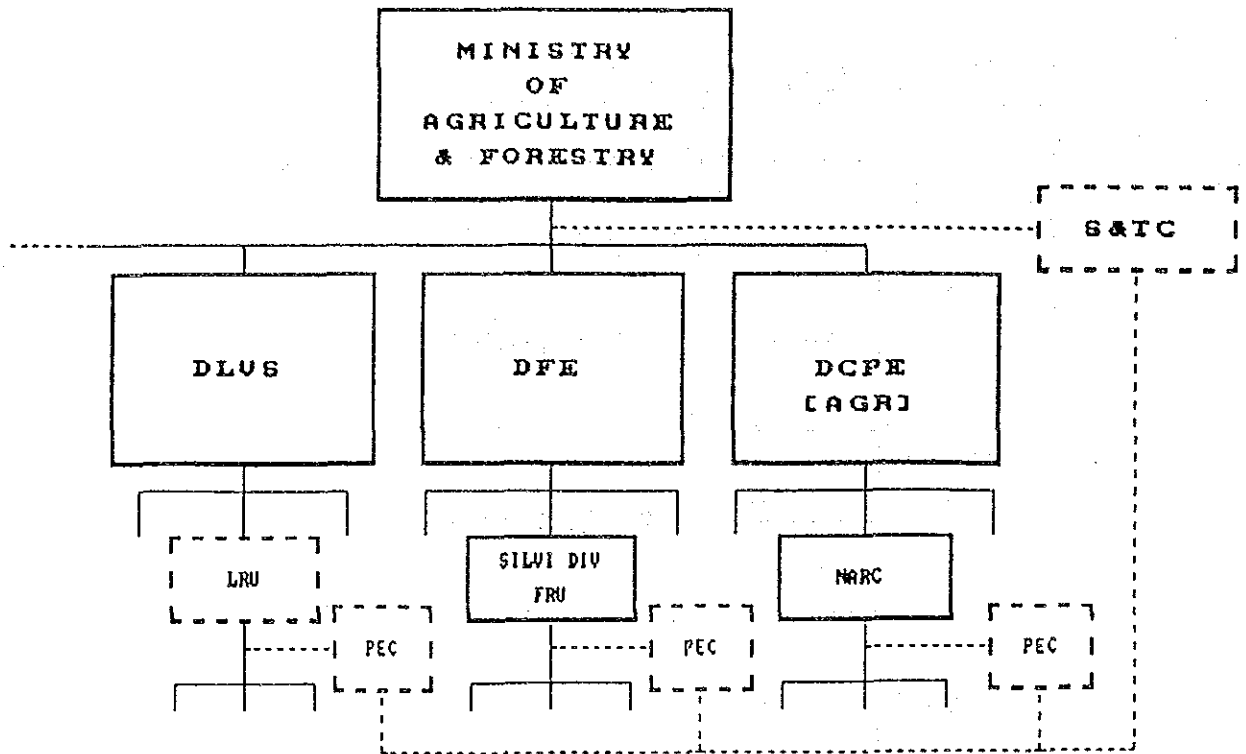 MINISTRY
OF
AGRICULTURE
& FORESTRY
S&TC
DLVS
DFE
DCPE
[AGR]
LRU
SILVI DIV
FRU
NARC
PEC
PEC
PEC